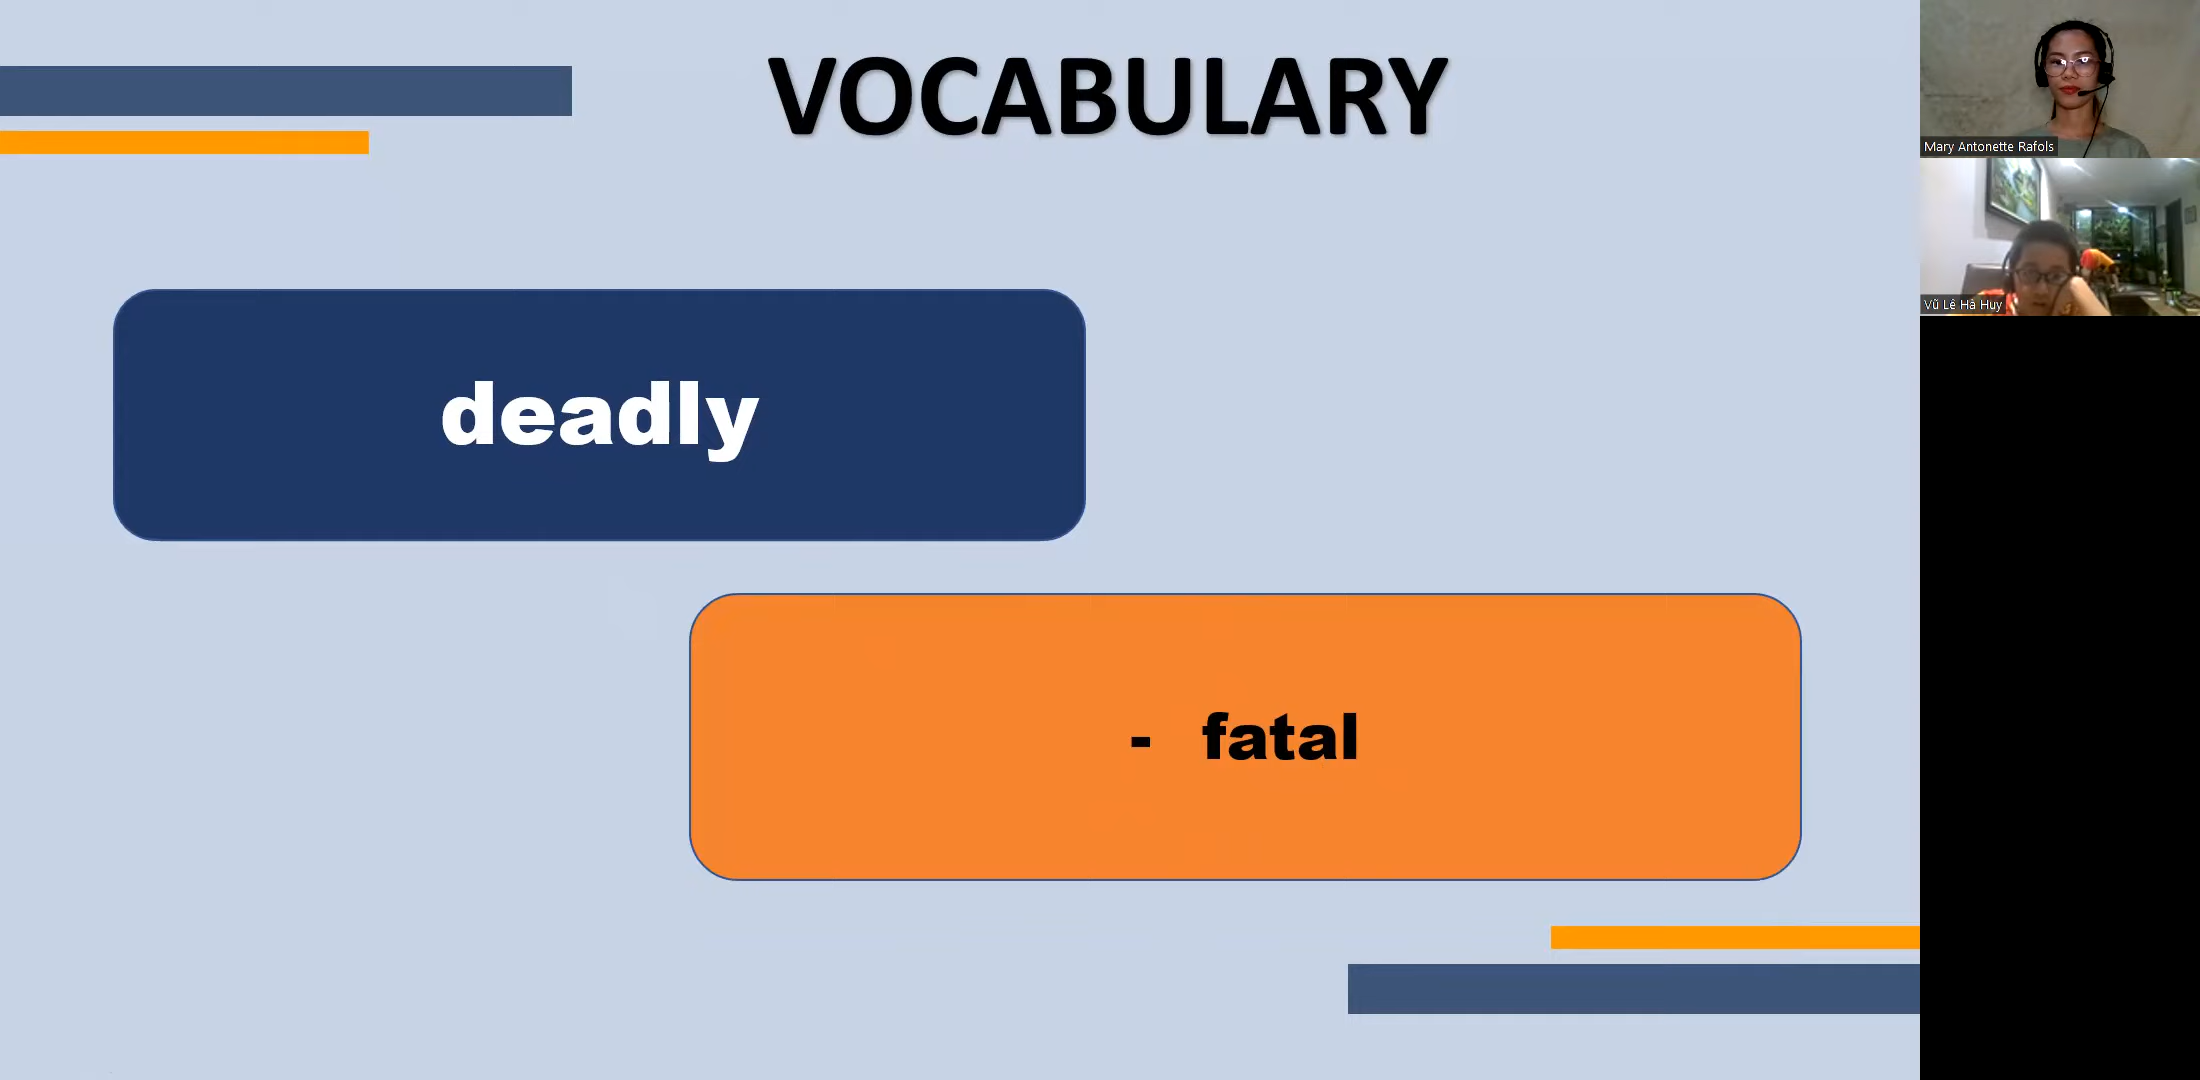 VOCABULARY
deadly
- fatal
Mary Antonette Rafols
Vũ Lê Hà Huy